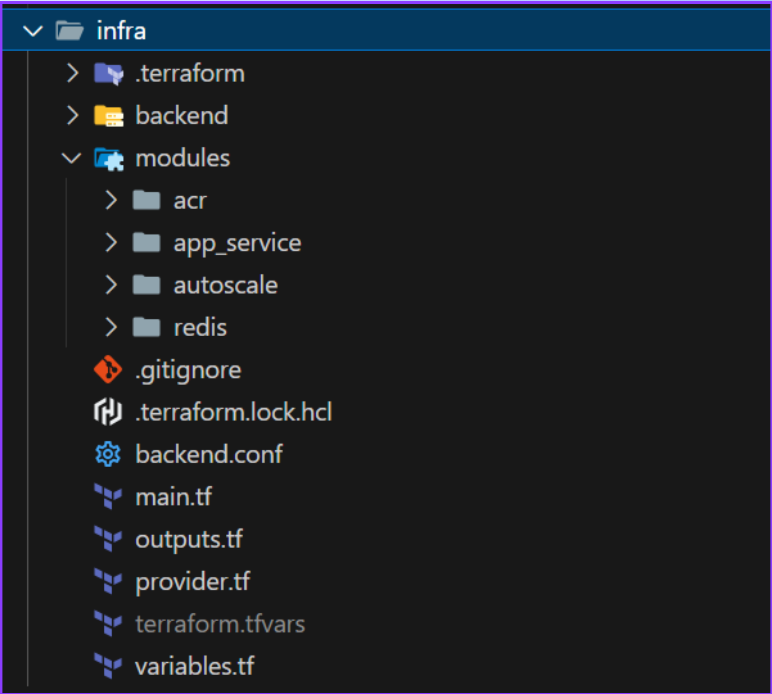 infra
.terraform
backend
modules
acr
app_service
autoscale
redis
.gitignore
.terraform.lock.hcl
backend.conf
main.tf
outputs.tf
provider.tf
terraform.tfvars
variables.tf